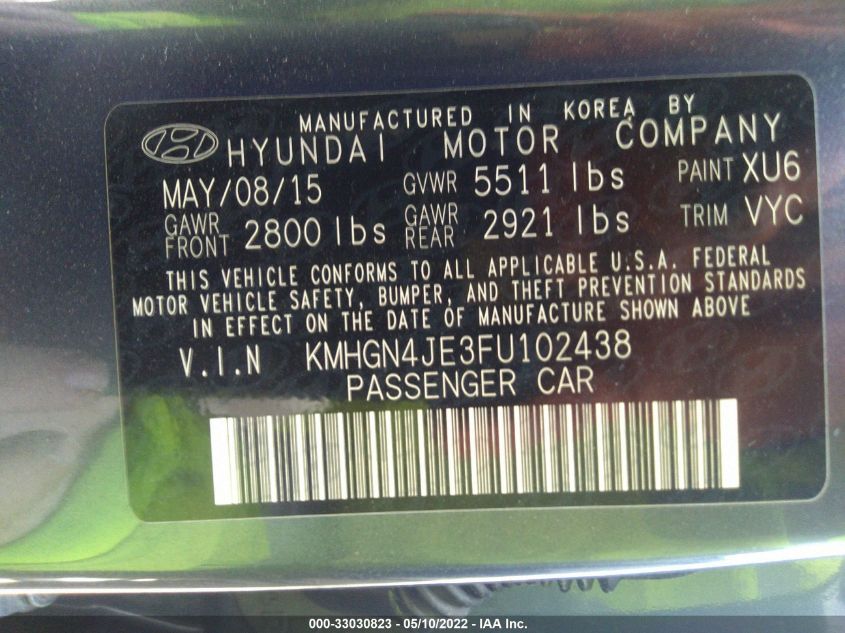 MANUFACTURED IN KOREA BY
HYUNDAI MOTOR COMPANY
MAY/08/15 GVWR 5511 lbs PAINT XU6
GAWR FRONT 2800 lbs GAWR REAR 2921 lbs TRIM VYC
THIS VEHICLE CONFORMS TO ALL APPLICABLE U.S.A. FEDERAL
MOTOR VEHICLE SAFETY, BUMPER, AND THEFT PREVENTION STANDARDS
IN EFFECT ON THE DATE OF MANUFACTURE SHOWN ABOVE
V.I.N KMHGN4JE3FU102438
PASSENGER CAR
000-33030823 - 05/10/2022 - IAA Inc.